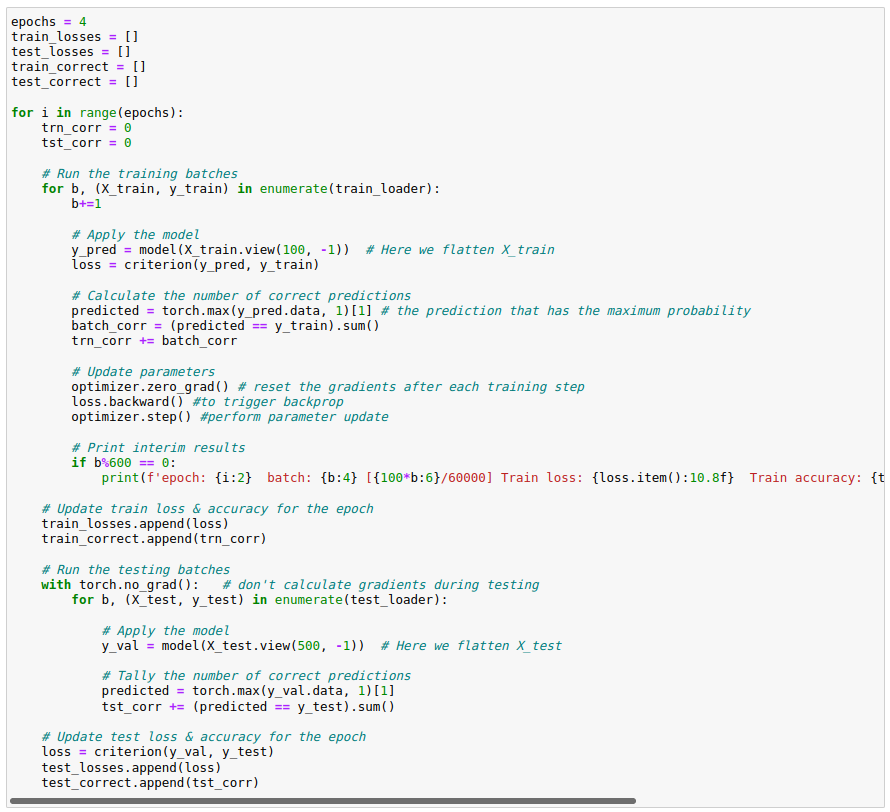 epochs = 4
train_losses = []
test_losses = []
train_correct = []
test_correct = []

for i in range(epochs):
    trn_corr = 0
    tst_corr = 0

    # Run the training batches
    for b, (X_train, y_train) in enumerate(train_loader):
        b+=1

        # Apply the model
        y_pred = model(X_train.view(100, -1))  # Here we flatten X_train
        loss = criterion(y_pred, y_train)

        # Calculate the number of correct predictions
        predicted = torch.max(y_pred.data, 1)[1] # the prediction that has the maximum probability
        batch_corr = (predicted == y_train).sum()
        trn_corr += batch_corr

        # Update parameters
        optimizer.zero_grad() # reset the gradients after each training step
        loss.backward() #to trigger backprop
        optimizer.step() #perform parameter update

        # Print interim results
        if b%600 == 0:
            print(f'epoch: {i:2}  batch: {b:4} [{100*b:6}/60000] Train loss: {loss.item():10.8f}  Train accuracy: {t

    # Update train loss & accuracy for the epoch
    train_losses.append(loss)
    train_correct.append(trn_corr)

    # Run the testing batches
    with torch.no_grad():   # don't calculate gradients during testing
        for b, (X_test, y_test) in enumerate(test_loader):

            # Apply the model
            y_val = model(X_test.view(500, -1))  # Here we flatten X_test

            # Tally the number of correct predictions
            predicted = torch.max(y_val.data, 1)[1]
            tst_corr += (predicted == y_test).sum()

    # Update test loss & accuracy for the epoch
    loss = criterion(y_val, y_test)
    test_losses.append(loss)
    test_correct.append(tst_corr)